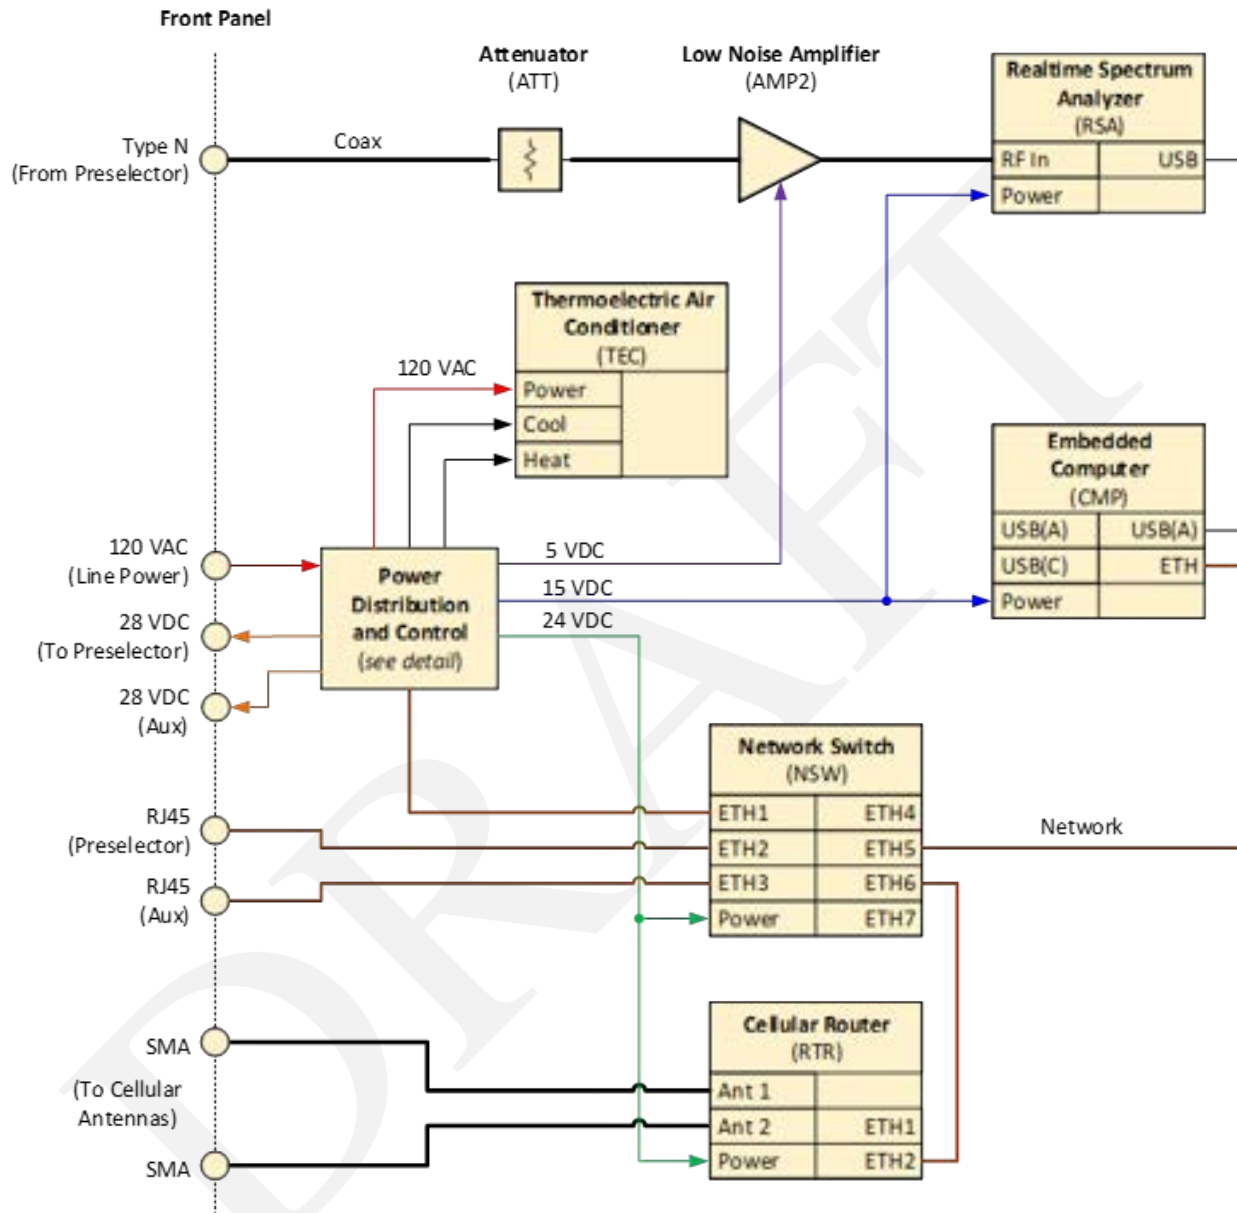 Front Panel
Attenuator
(ATT)
Low Noise Amplifier
(AMP2)
Realtime Spectrum
Analyzer
(RSA)
RF In
USB
Power
Type N
(From Preselector)
Coax
Thermoelectric Air
Conditioner
(TEC)
120 VAC
Power
Cool
Heat
Embedded
Computer
(CMP)
USB(A)
USB(A)
USB(C)
ETH
Power
120 VAC
(Line Power)
28 VDC
(To Preselector)
28 VDC
(Aux)
Power
Distribution
and Control
(see detail)
5 VDC
15 VDC
24 VDC
Network Switch
(NSW)
ETH1
ETH4
ETH2
ETH5
ETH3
ETH6
Power
ETH7
Network
RJ45
(Preselector)
RJ45
(Aux)
Cellular Router
(RTR)
Ant 1
Ant 2
ETH1
Power
ETH2
SMA
(To Cellular
Antennas)
SMA
DRAFT